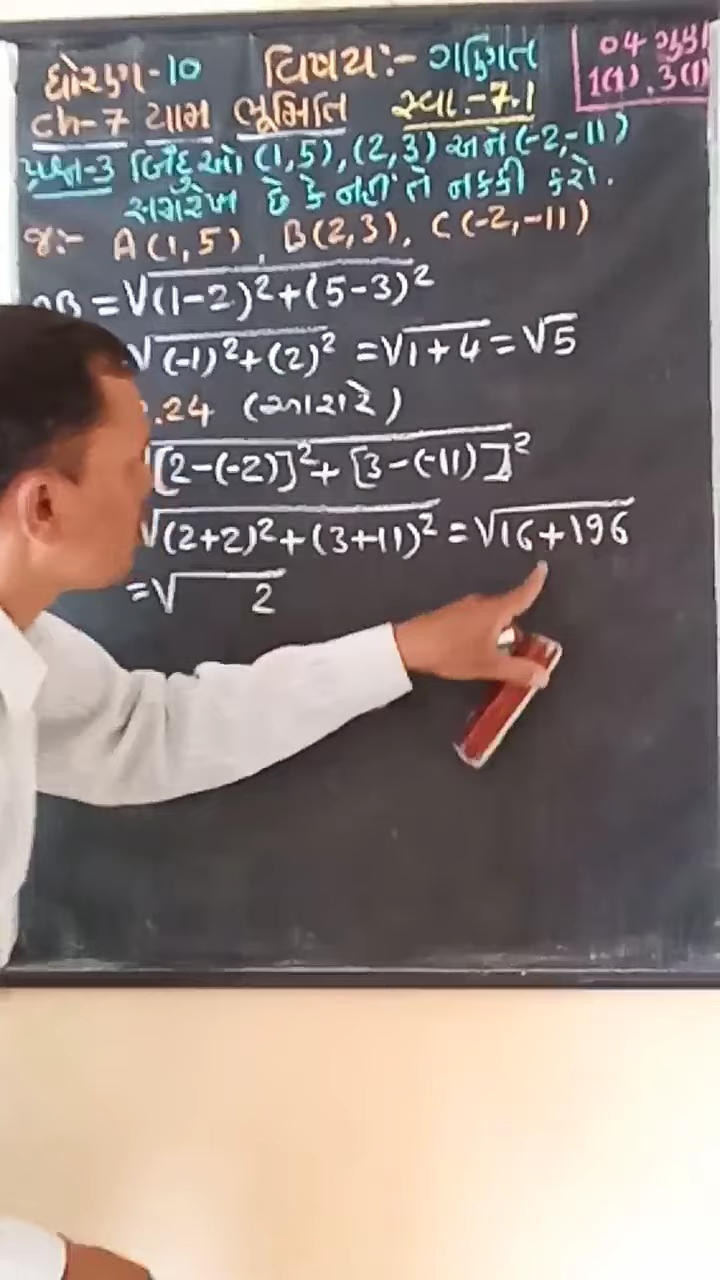 ધોરણ-10 વિષય:- ગણિત
04 ગુણ
1(1), 3(1)
ch-7 યામ ભૂમિતિ સ્વા.-7.1
પ્રશ્ન-3 બિંદુઓ (1,5), (2,3) અને (-2,-11)
સમરેખ છે કે નહીં તે નક્કી કરો.
જ:- A(1,5), B(2,3), C(-2,-11)
B = √(1-2)²+(5-3)²
√(-1)²+(2)² = √1+4 = √5
.24 (આશરે)
[2-(-2)]²+[3-(-11)]²
√(2+2)²+(3+11)² = √16+196
= √ 2